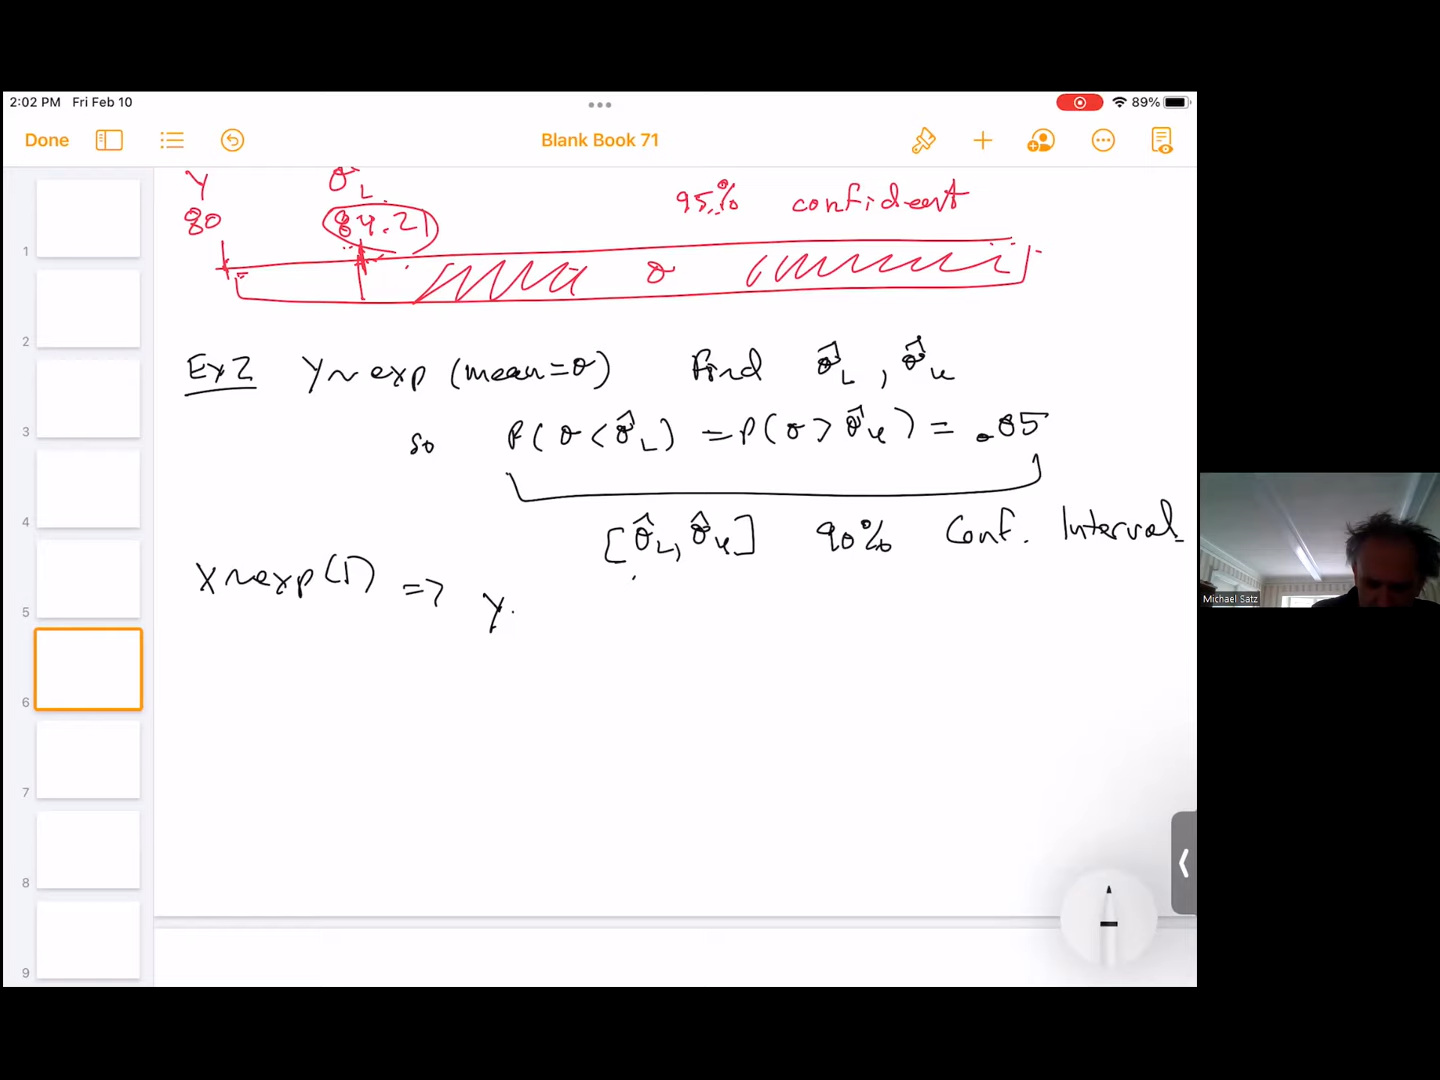 2:02 PM Fri Feb 10
89%
Done
Blank Book 71
Y
θ̂L
95% confident
80
84.21
θ
Ex2 Y~exp (mean=θ) Find θ̂L, θ̂u
so P(θ<θ̂L) = P(θ>θ̂u) = .05
[θ̂L, θ̂u] 90% Conf. Interval
X~exp(1) => Y
1
2
3
4
5
6
7
8
9
Michael Satz